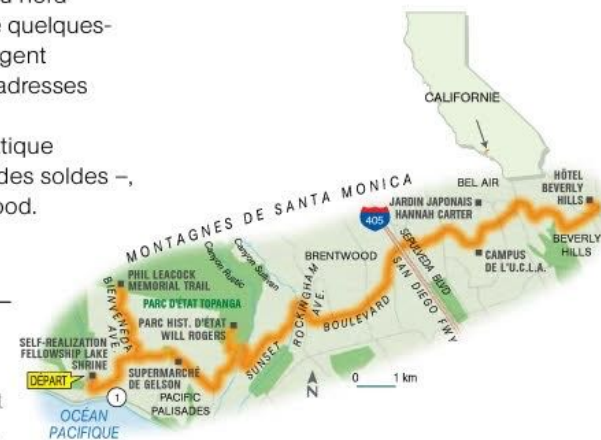 quelques-
gent
adresses
tique
des soldes –,
ood.
CALIFORNIE
MONTAGNES DE SANTA MONICA
BEL AIR
HÔTEL
BEVERLY
HILLS
JARDIN JAPONAIS
HANNAH CARTER
405
SEPULVEDA BLVD
BEVERLY
HILLS
CAMPUS
DE L'U.C.L.A.
SAN DIEGO FWY
BRENTWOOD
Canyon Rustic
Canyon Sullivan
PHIL LEACOCK
MEMORIAL TRAIL
PARC D'ÉTAT TOPANGA
BIENVENEDA
AVE.
PARC HIST. D'ÉTAT
WILL ROGERS
ROCKINGHAM
AVE.
SUNSET BOULEVARD
SELF-REALIZATION
FELLOWSHIP LAKE
SHRINE
DÉPART
SUPERMARCHÉ
DE GELSON
1
PACIFIC
PALISADES
N
0 1 km
OCÉAN
PACIFIQUE